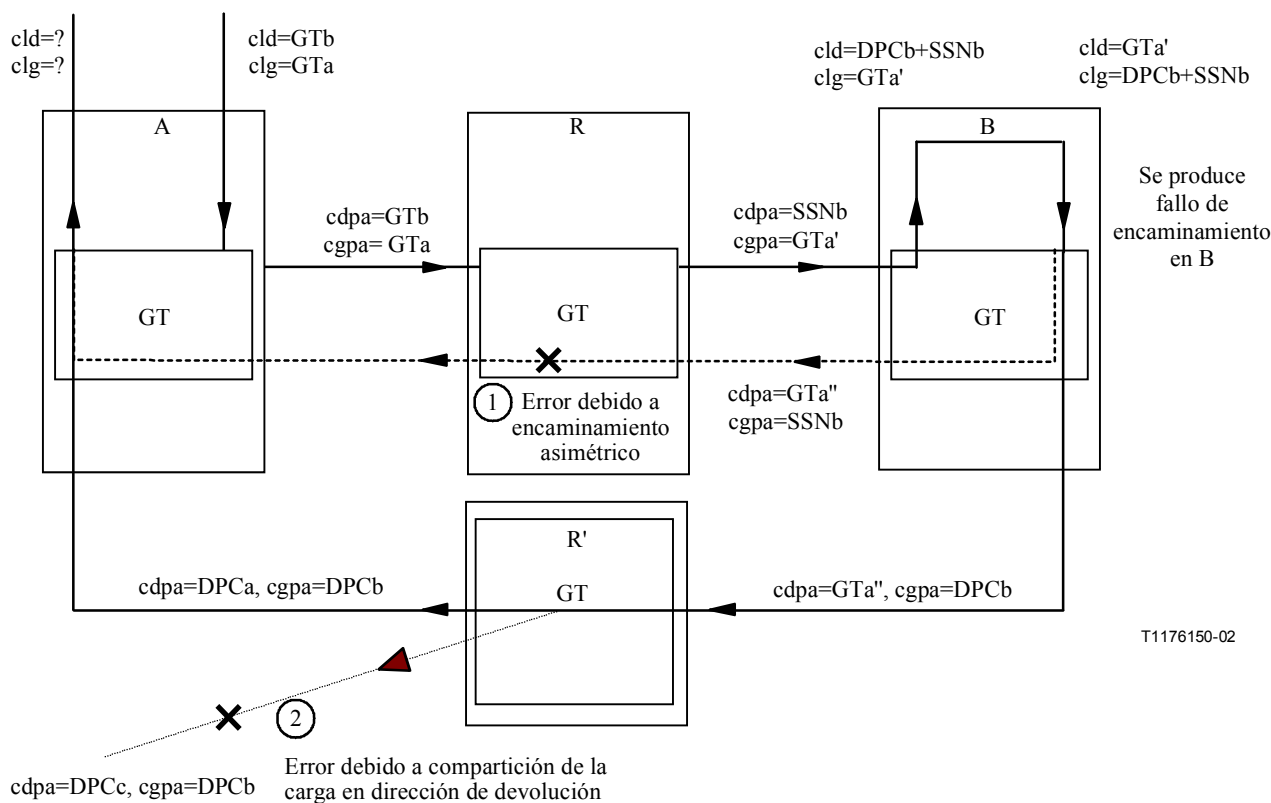 cld=?
clg=?
cld=GTb
clg=GTa
cld=DPCb+SSNb
clg=GTa'
cld=GTa'
clg=DPCb+SSNb
A
R
B
Se produce
fallo de
encaminamiento
en B
cdpa=GTb
cgpa= GTa
cdpa=SSNb
cgpa=GTa'
GT
GT
GT
1
Error debido a
encaminamiento
asimétrico
cdpa=GTa"
cgpa=SSNb
R'
GT
cdpa=DPCa, cgpa=DPCb
cdpa=GTa", cgpa=DPCb
T1176150-02
2
Error debido a compartición de la
carga en dirección de devolución
cdpa=DPCc, cgpa=DPCb